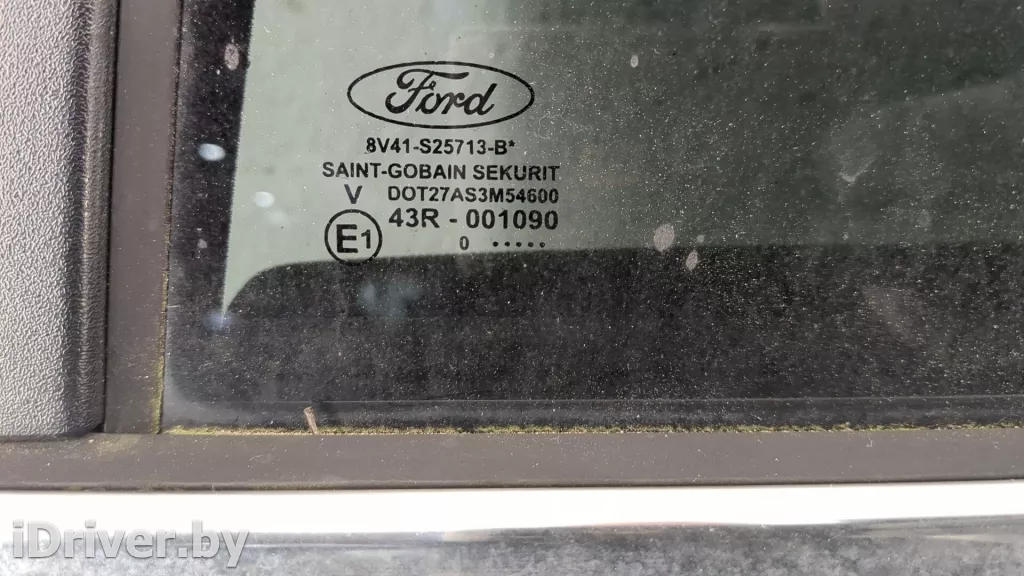 Ford
8V41-S25713-B*
SAINT-GOBAIN SEKURIT
V DOT27AS3M54600
E1 43R - 001090
0 •••••
iDriver.by